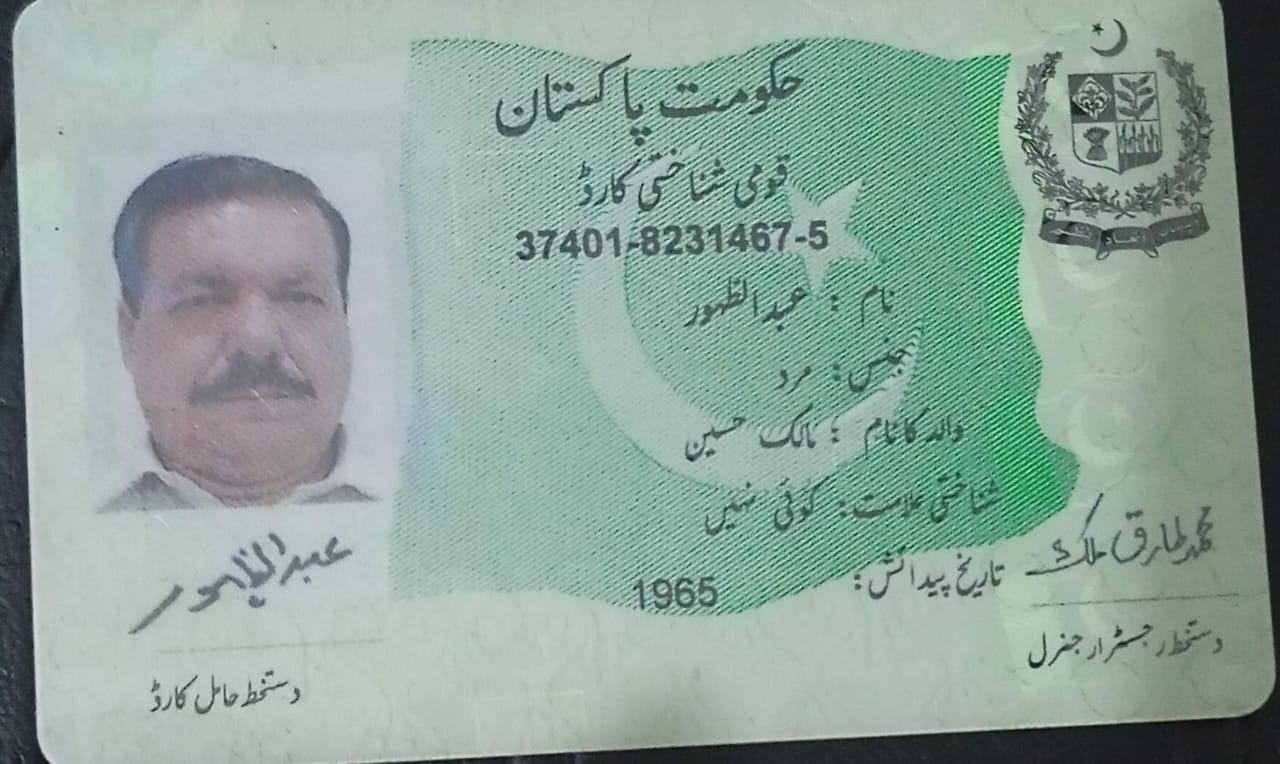 حکومت پاکستان
قومی شناختی کارڈ
37401-8231467-5
نام : عبدالظہور
جنس: مرد
والد کا نام : مالک حسین
شناختی علامت: کوئی نہیں
تاریخ پیدائش: 1965
محمد طارق ملک
دستخط رجسٹرار جنرل
عبدالظہور
دستخط حامل کارڈ